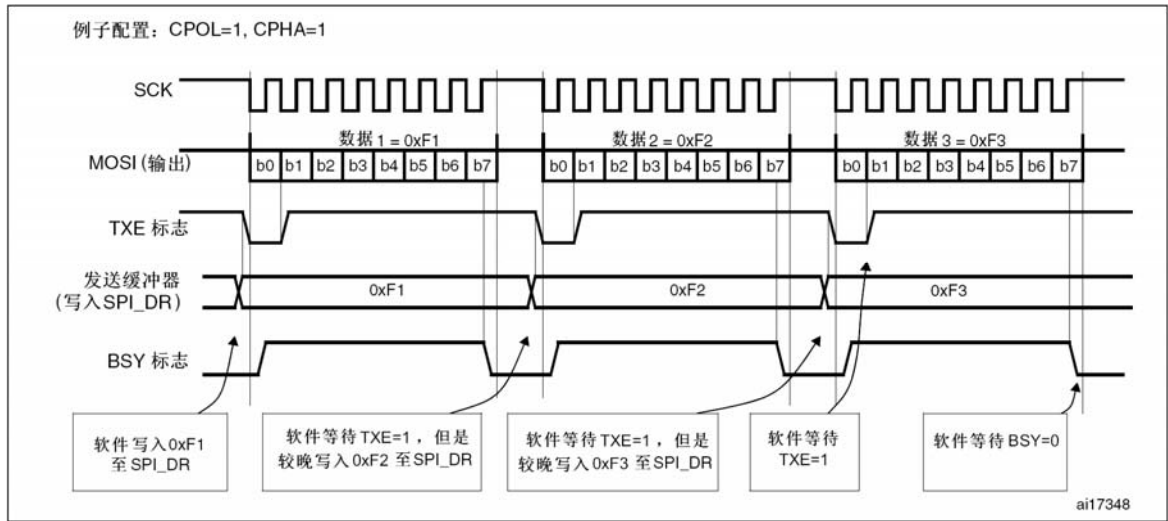 例子配置：CPOL=1, CPHA=1
SCK
数据 1 = 0xF1
数据 2 = 0xF2
数据 3 = 0xF3
MOSI (输出)
b0 b1 b2 b3 b4 b5 b6 b7
b0 b1 b2 b3 b4 b5 b6 b7
b0 b1 b2 b3 b4 b5 b6 b7
TXE 标志
发送缓冲器
(写入SPI_DR)
0xF1
0xF2
0xF3
BSY 标志
软件写入0xF1
至SPI_DR
软件等待TXE=1，但是
较晚写入0xF2 至SPI_DR
软件等待TXE=1，但是
较晚写入0xF3 至SPI_DR
软件等待
TXE=1
软件等待BSY=0
ai17348